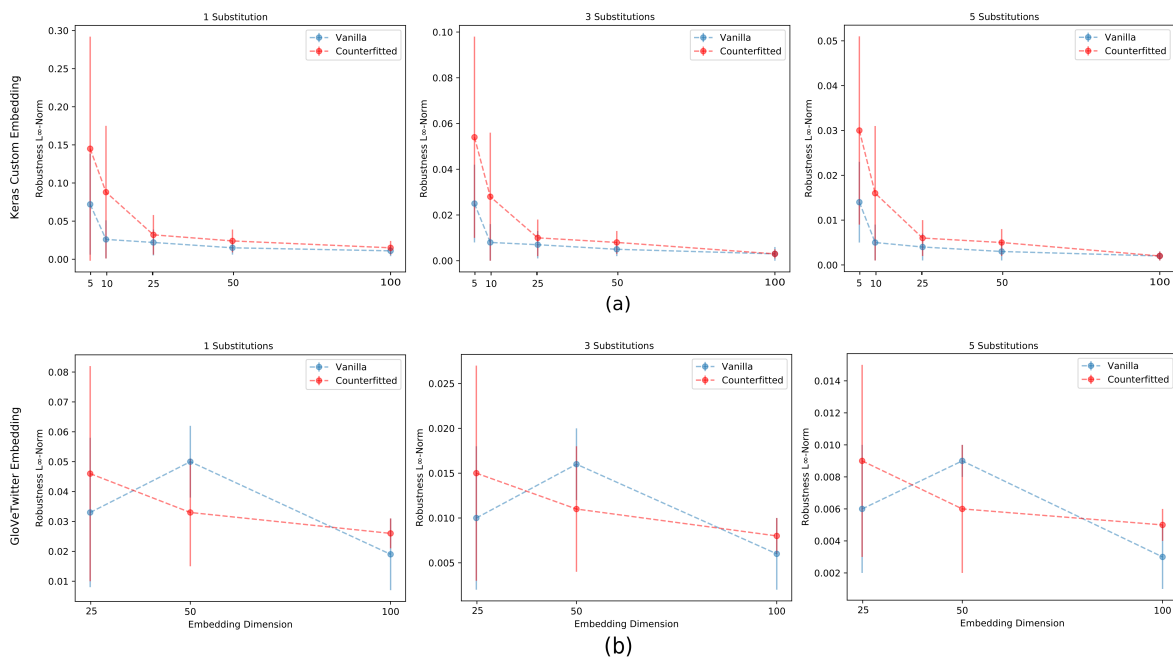 1 Substitution
3 Substitutions
5 Substitutions
Keras Custom Embedding
Robustness L∞-Norm
0.30
0.25
0.20
0.15
0.10
0.05
0.00
Vanilla
Counterfitted
5 10 25 50 100
Robustness L∞-Norm
0.10
0.08
0.06
0.04
0.02
0.00
Vanilla
Counterfitted
5 10 25 50 100
Robustness L∞-Norm
0.05
0.04
0.03
0.02
0.01
0.00
Vanilla
Counterfitted
5 10 25 50 100
(a)
1 Substitutions
3 Substitutions
5 Substitutions
GloVeTwitter Embedding
Robustness L∞-Norm
0.08
0.07
0.06
0.05
0.04
0.03
0.02
0.01
Vanilla
Counterfitted
25 50 100
Embedding Dimension
Robustness L∞-Norm
0.025
0.020
0.015
0.010
0.005
Vanilla
Counterfitted
25 50 100
Embedding Dimension
Robustness L∞-Norm
0.014
0.012
0.010
0.008
0.006
0.004
0.002
Vanilla
Counterfitted
25 50 100
Embedding Dimension
(b)